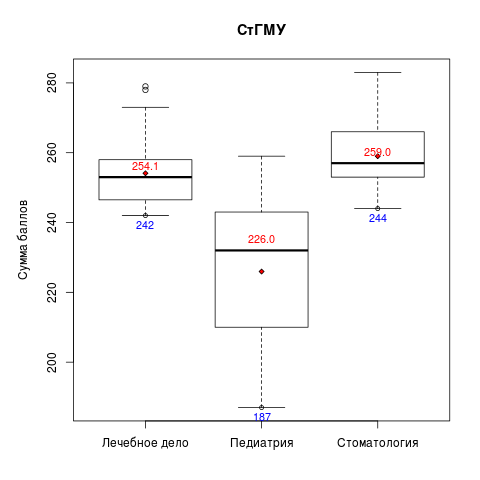 СтГМУ
Сумма баллов
280
260
240
220
200
254.1
242
226.0
187
259.0
244
Лечебное дело
Педиатрия
Стоматология